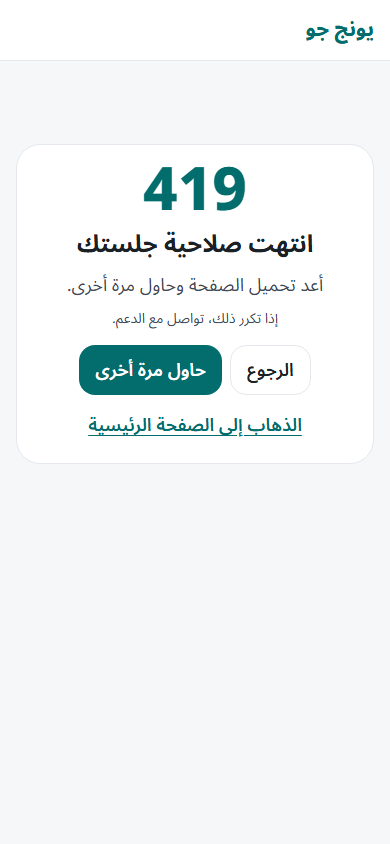 يونج جو
419
انتهت صلاحية جلستك
أعد تحميل الصفحة وحاول مرة أخرى.
إذا تكرر ذلك، تواصل مع الدعم.
الرجوع
حاول مرة أخرى
الذهاب إلى الصفحة الرئيسية